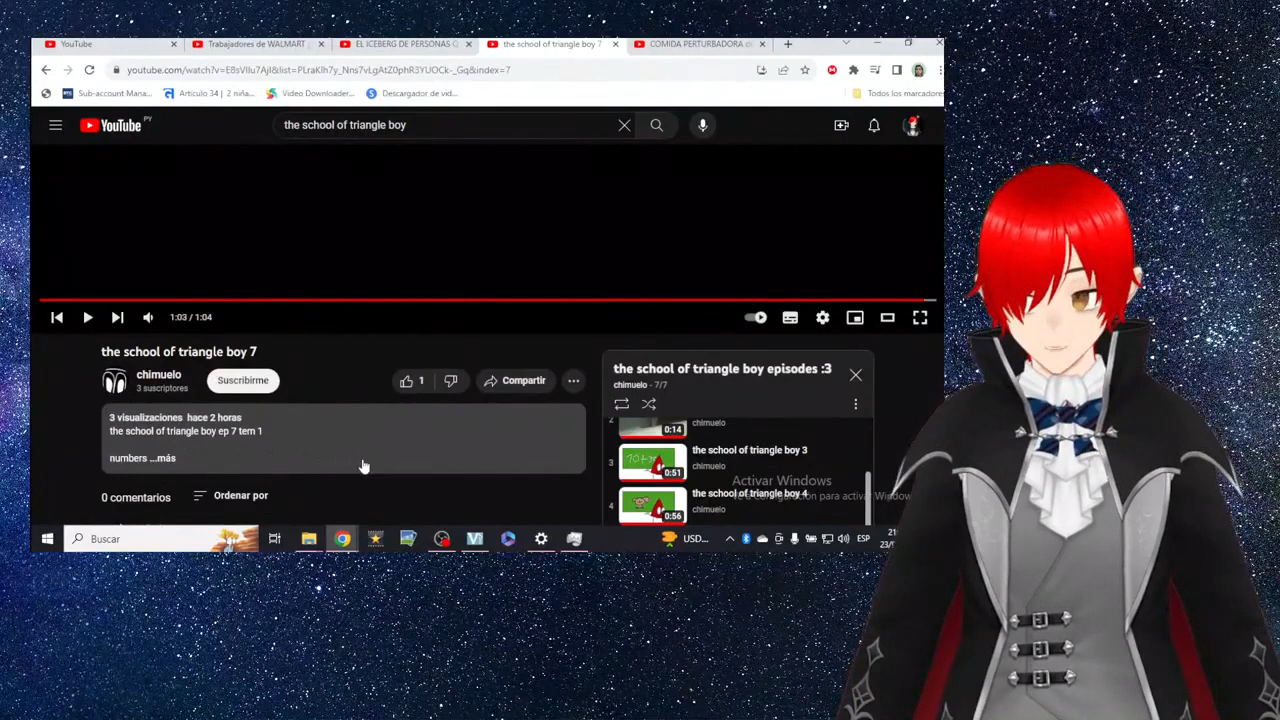 YouTube
Trabajadores de WALMART
EL ICEBERG DE PERSONAS Q
the school of triangle boy 7
COMIDA PERTURBADORA d
youtube.com/watch?v=E8sVIlu7AjI&list=PLraKlh7y_Nns7vLgAtZ0phR3YUOCk-_Gq&index=7
Sub-account Mana...
Artículo 34 | 2 niña...
Video Downloader...
Descargador de vid...
Todos los marcadores
YouTube PY
the school of triangle boy
1:03 / 1:04
the school of triangle boy 7
chimuelo
3 suscriptores
Suscribirme
1
Compartir
3 visualizaciones hace 2 horas
the school of triangle boy ep 7 tem 1
numbers ...más
0 comentarios
Ordenar por
the school of triangle boy episodes :3
chimuelo - 7/7
2
0:14
chimuelo
3
0:51
the school of triangle boy 3
chimuelo
4
0:56
the school of triangle boy 4
chimuelo
Activar Windows
Buscar
USD...
ESP